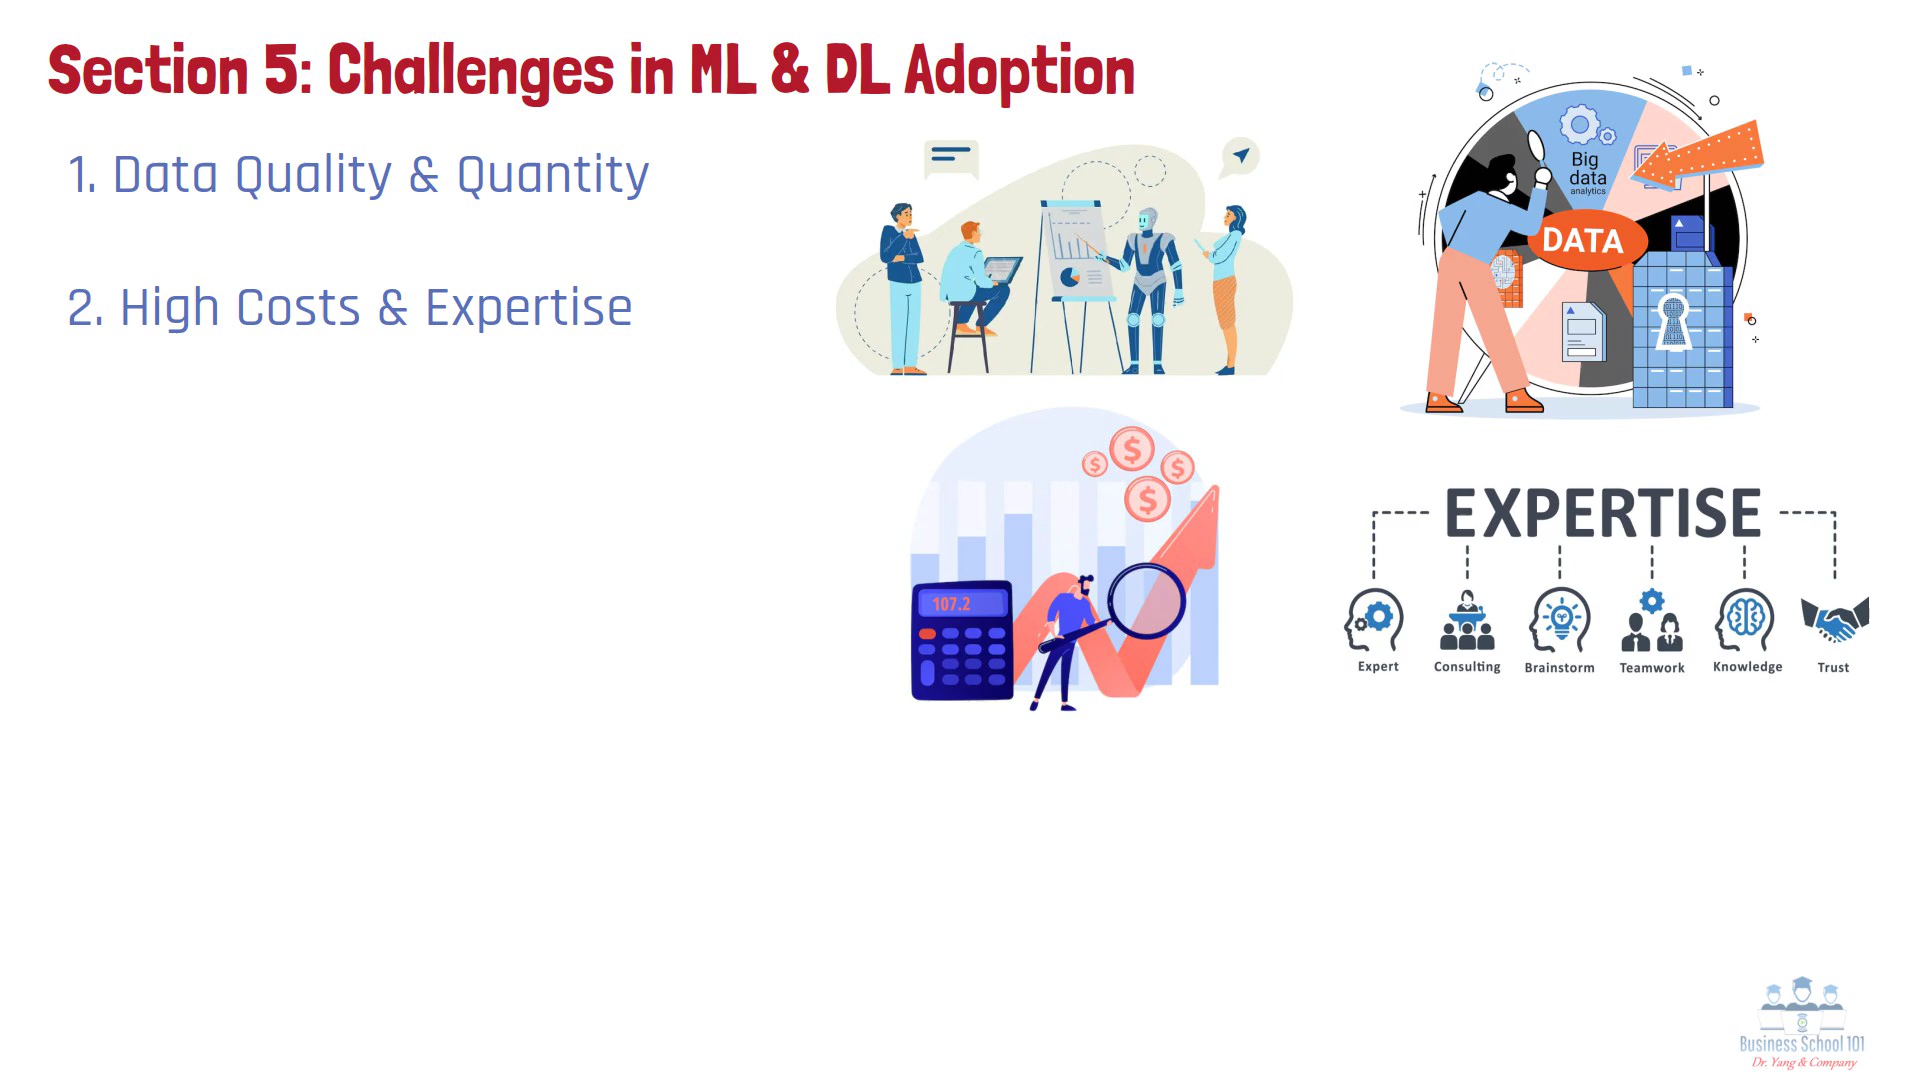 Section 5: Challenges in ML & DL Adoption
1. Data Quality & Quantity
2. High Costs & Expertise
Big
data
analytics
DATA
107.2
$
$
$
$
EXPERTISE
Expert
Consulting
Brainstorm
Teamwork
Knowledge
Trust
Business School 101
Dr. Yang & Company